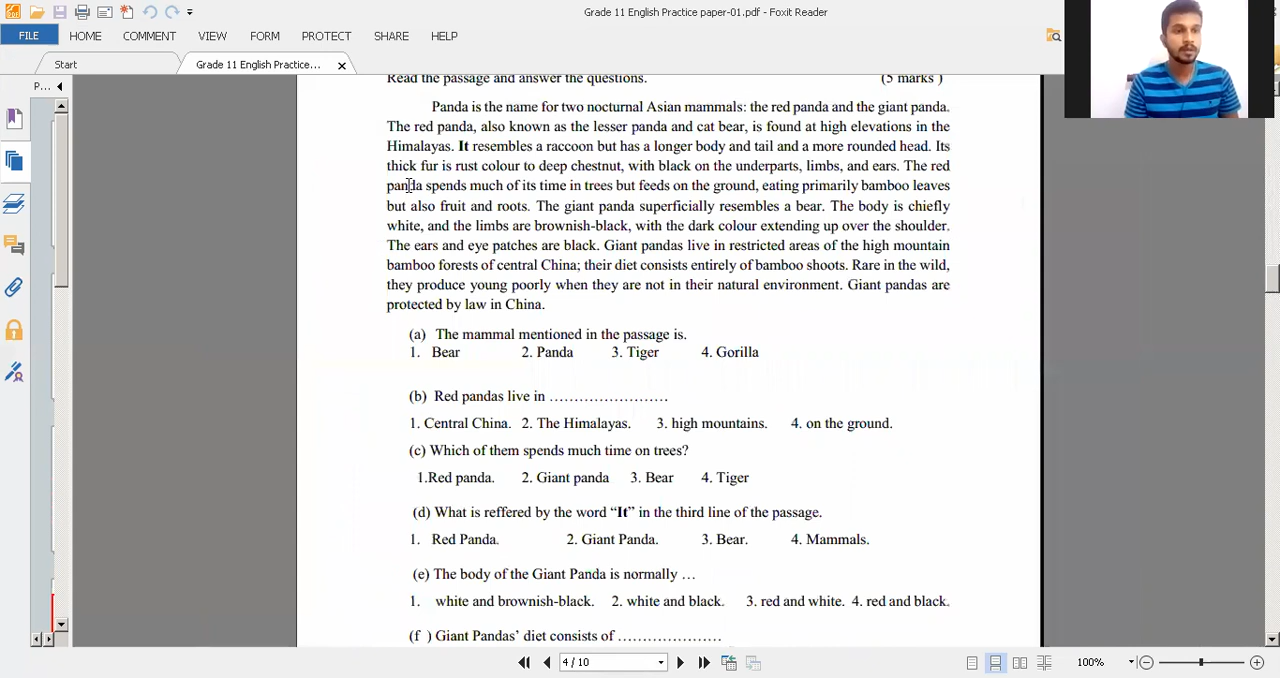 Grade 11 English Practice paper-01.pdf - Foxit Reader
FILE HOME COMMENT VIEW FORM PROTECT SHARE HELP
Start Grade 11 English Practice...
P...
Read the passage and answer the questions. (5 marks )
Panda is the name for two nocturnal Asian mammals: the red panda and the giant panda.
The red panda, also known as the lesser panda and cat bear, is found at high elevations in the
Himalayas. It resembles a raccoon but has a longer body and tail and a more rounded head. Its
thick fur is rust colour to deep chestnut, with black on the underparts, limbs, and ears. The red
panda spends much of its time in trees but feeds on the ground, eating primarily bamboo leaves
but also fruit and roots. The giant panda superficially resembles a bear. The body is chiefly
white, and the limbs are brownish-black, with the dark colour extending up over the shoulder.
The ears and eye patches are black. Giant pandas live in restricted areas of the high mountain
bamboo forests of central China; their diet consists entirely of bamboo shoots. Rare in the wild,
they produce young poorly when they are not in their natural environment. Giant pandas are
protected by law in China.
(a) The mammal mentioned in the passage is.
1. Bear 2. Panda 3. Tiger 4. Gorilla
(b) Red pandas live in ........................
1. Central China. 2. The Himalayas. 3. high mountains. 4. on the ground.
(c) Which of them spends much time on trees?
1.Red panda. 2. Giant panda 3. Bear 4. Tiger
(d) What is reffered by the word “It” in the third line of the passage.
1. Red Panda. 2. Giant Panda. 3. Bear. 4. Mammals.
(e) The body of the Giant Panda is normally …
1. white and brownish-black. 2. white and black. 3. red and white. 4. red and black.
(f ) Giant Pandas’ diet consists of .....................
4 / 10 100%